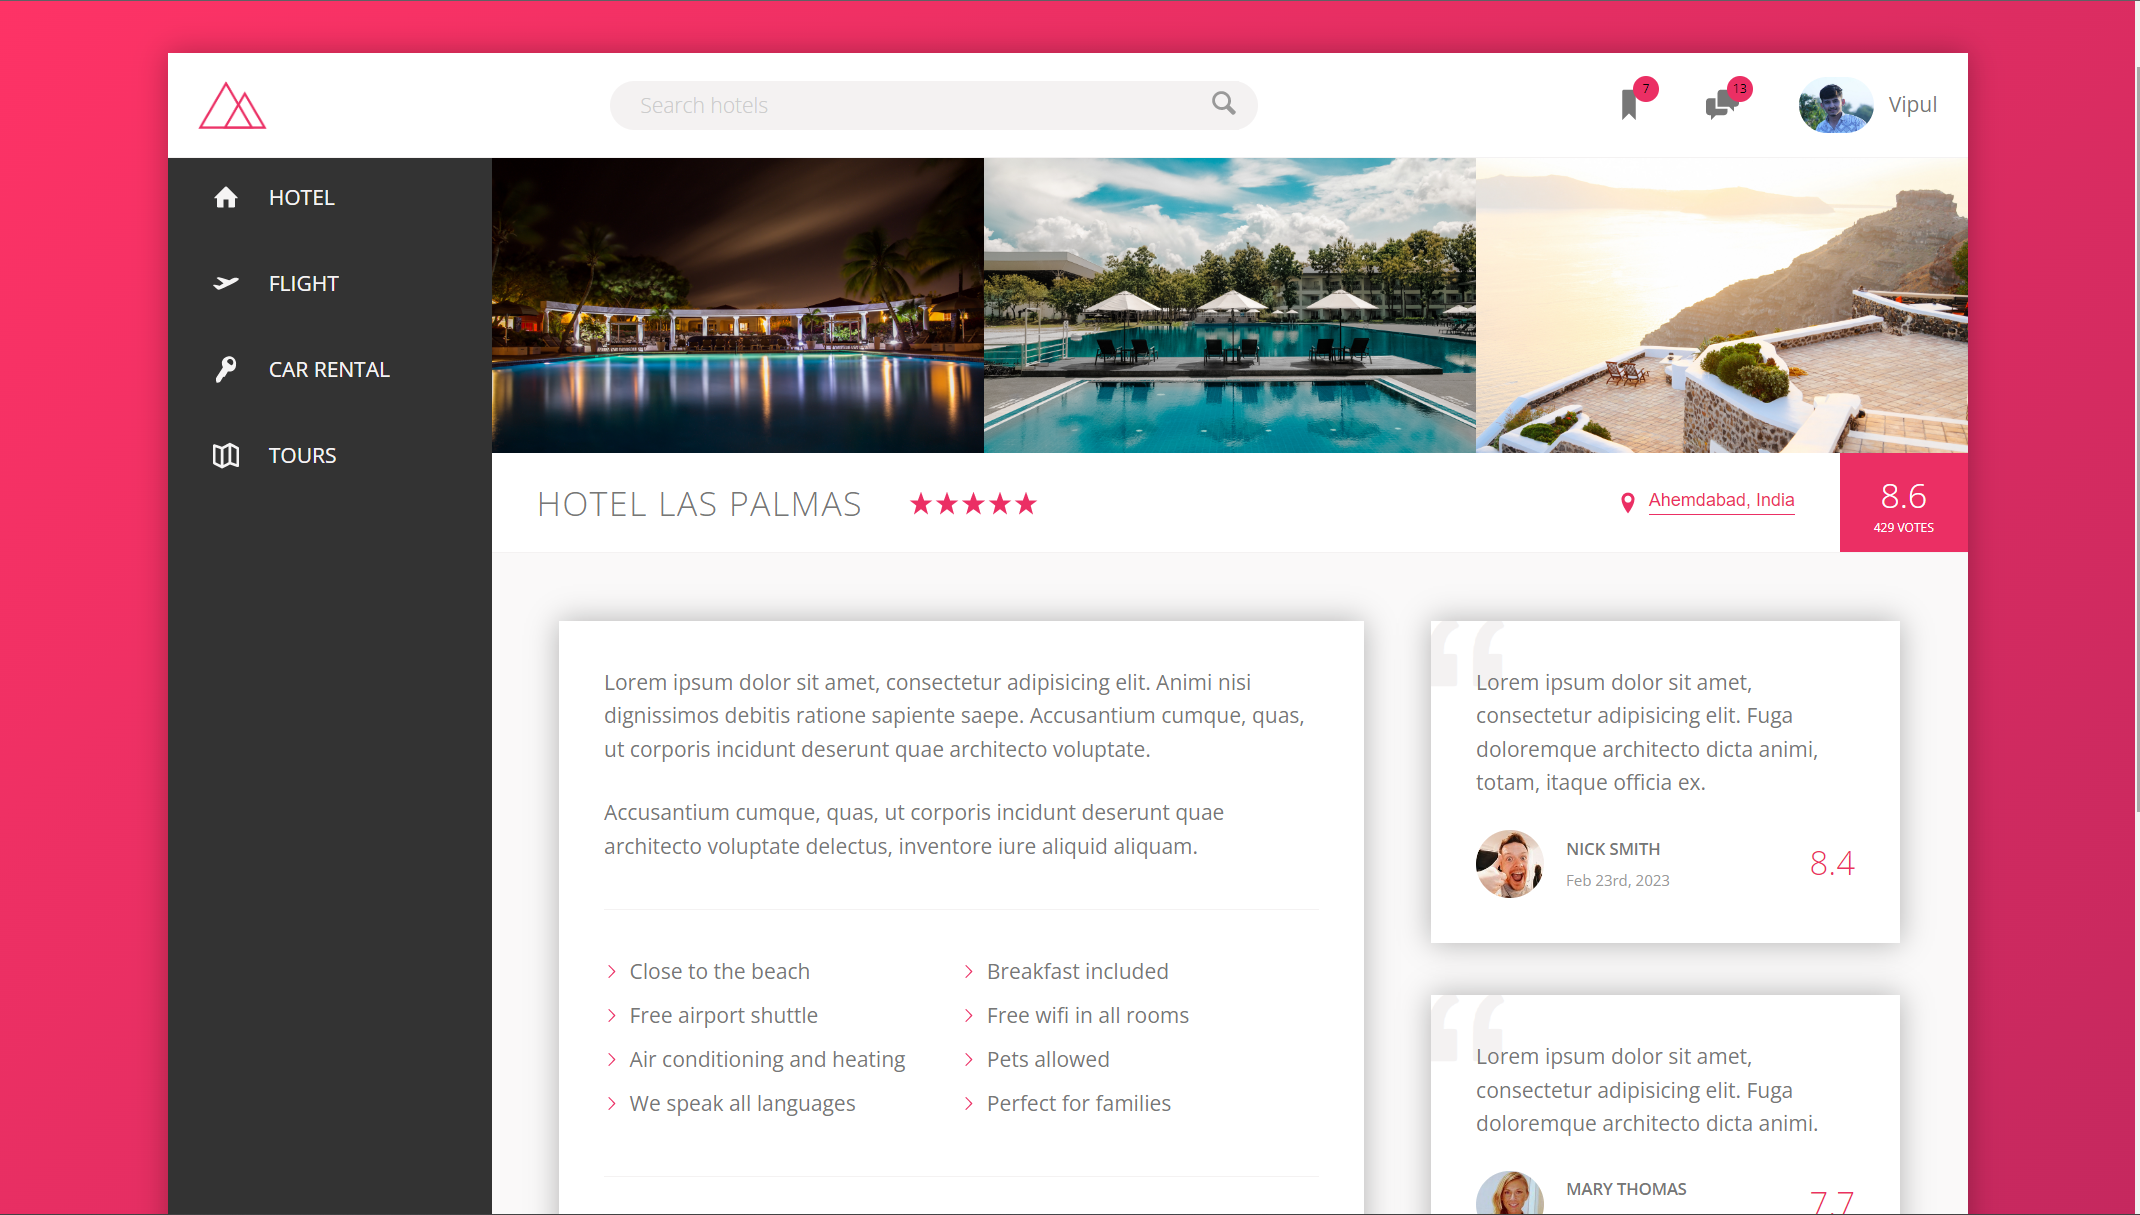 Search hotels
7
13
Vipul
HOTEL
FLIGHT
CAR RENTAL
TOURS
HOTEL LAS PALMAS
Ahemdabad, India
8.6
429 VOTES
Lorem ipsum dolor sit amet, consectetur adipisicing elit. Animi nisi
dignissimos debitis ratione sapiente saepe. Accusantium cumque, quas,
ut corporis incidunt deserunt quae architecto voluptate.
Accusantium cumque, quas, ut corporis incidunt deserunt quae
architecto voluptate delectus, inventore iure aliquid aliquam.
Close to the beach
Breakfast included
Free airport shuttle
Free wifi in all rooms
Air conditioning and heating
Pets allowed
We speak all languages
Perfect for families
“
Lorem ipsum dolor sit amet,
consectetur adipisicing elit. Fuga
doloremque architecto dicta animi,
totam, itaque officia ex.
NICK SMITH
Feb 23rd, 2023
8.4
“
Lorem ipsum dolor sit amet,
consectetur adipisicing elit. Fuga
doloremque architecto dicta animi.
MARY THOMAS
7.7